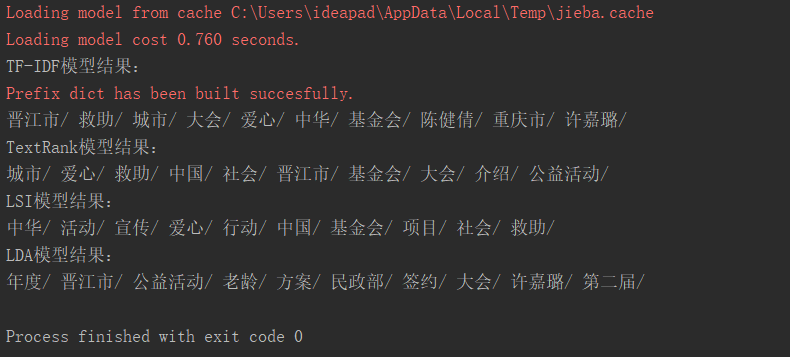 Loading model from cache C:\Users\ideapad\AppData\Local\Temp\jieba.cache
Loading model cost 0.760 seconds.
TF-IDF模型结果：
Prefix dict has been built succesfully.
晋江市/ 救助/ 城市/ 大会/ 爱心/ 中华/ 基金会/ 陈健倩/ 重庆市/ 许嘉璐/
TextRank模型结果：
城市/ 爱心/ 救助/ 中国/ 社会/ 晋江市/ 基金会/ 大会/ 介绍/ 公益活动/
LSI模型结果：
中华/ 活动/ 宣传/ 爱心/ 行动/ 中国/ 基金会/ 项目/ 社会/ 救助/
LDA模型结果：
年度/ 晋江市/ 公益活动/ 老龄/ 方案/ 民政部/ 签约/ 大会/ 许嘉璐/ 第二届/
Process finished with exit code 0